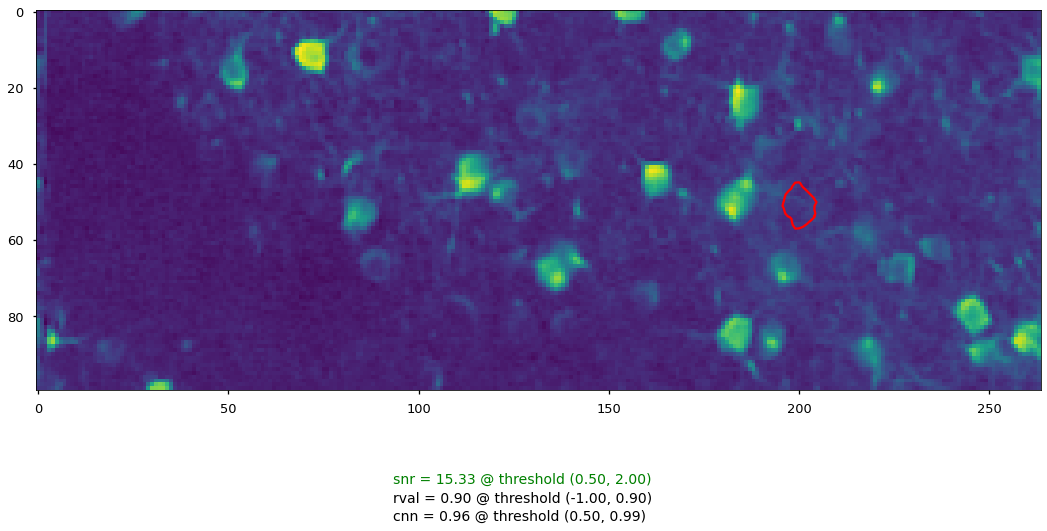 0
20
40
60
80
0 50 100 150 200 250
snr = 15.33 @ threshold (0.50, 2.00)
rval = 0.90 @ threshold (-1.00, 0.90)
cnn = 0.96 @ threshold (0.50, 0.99)